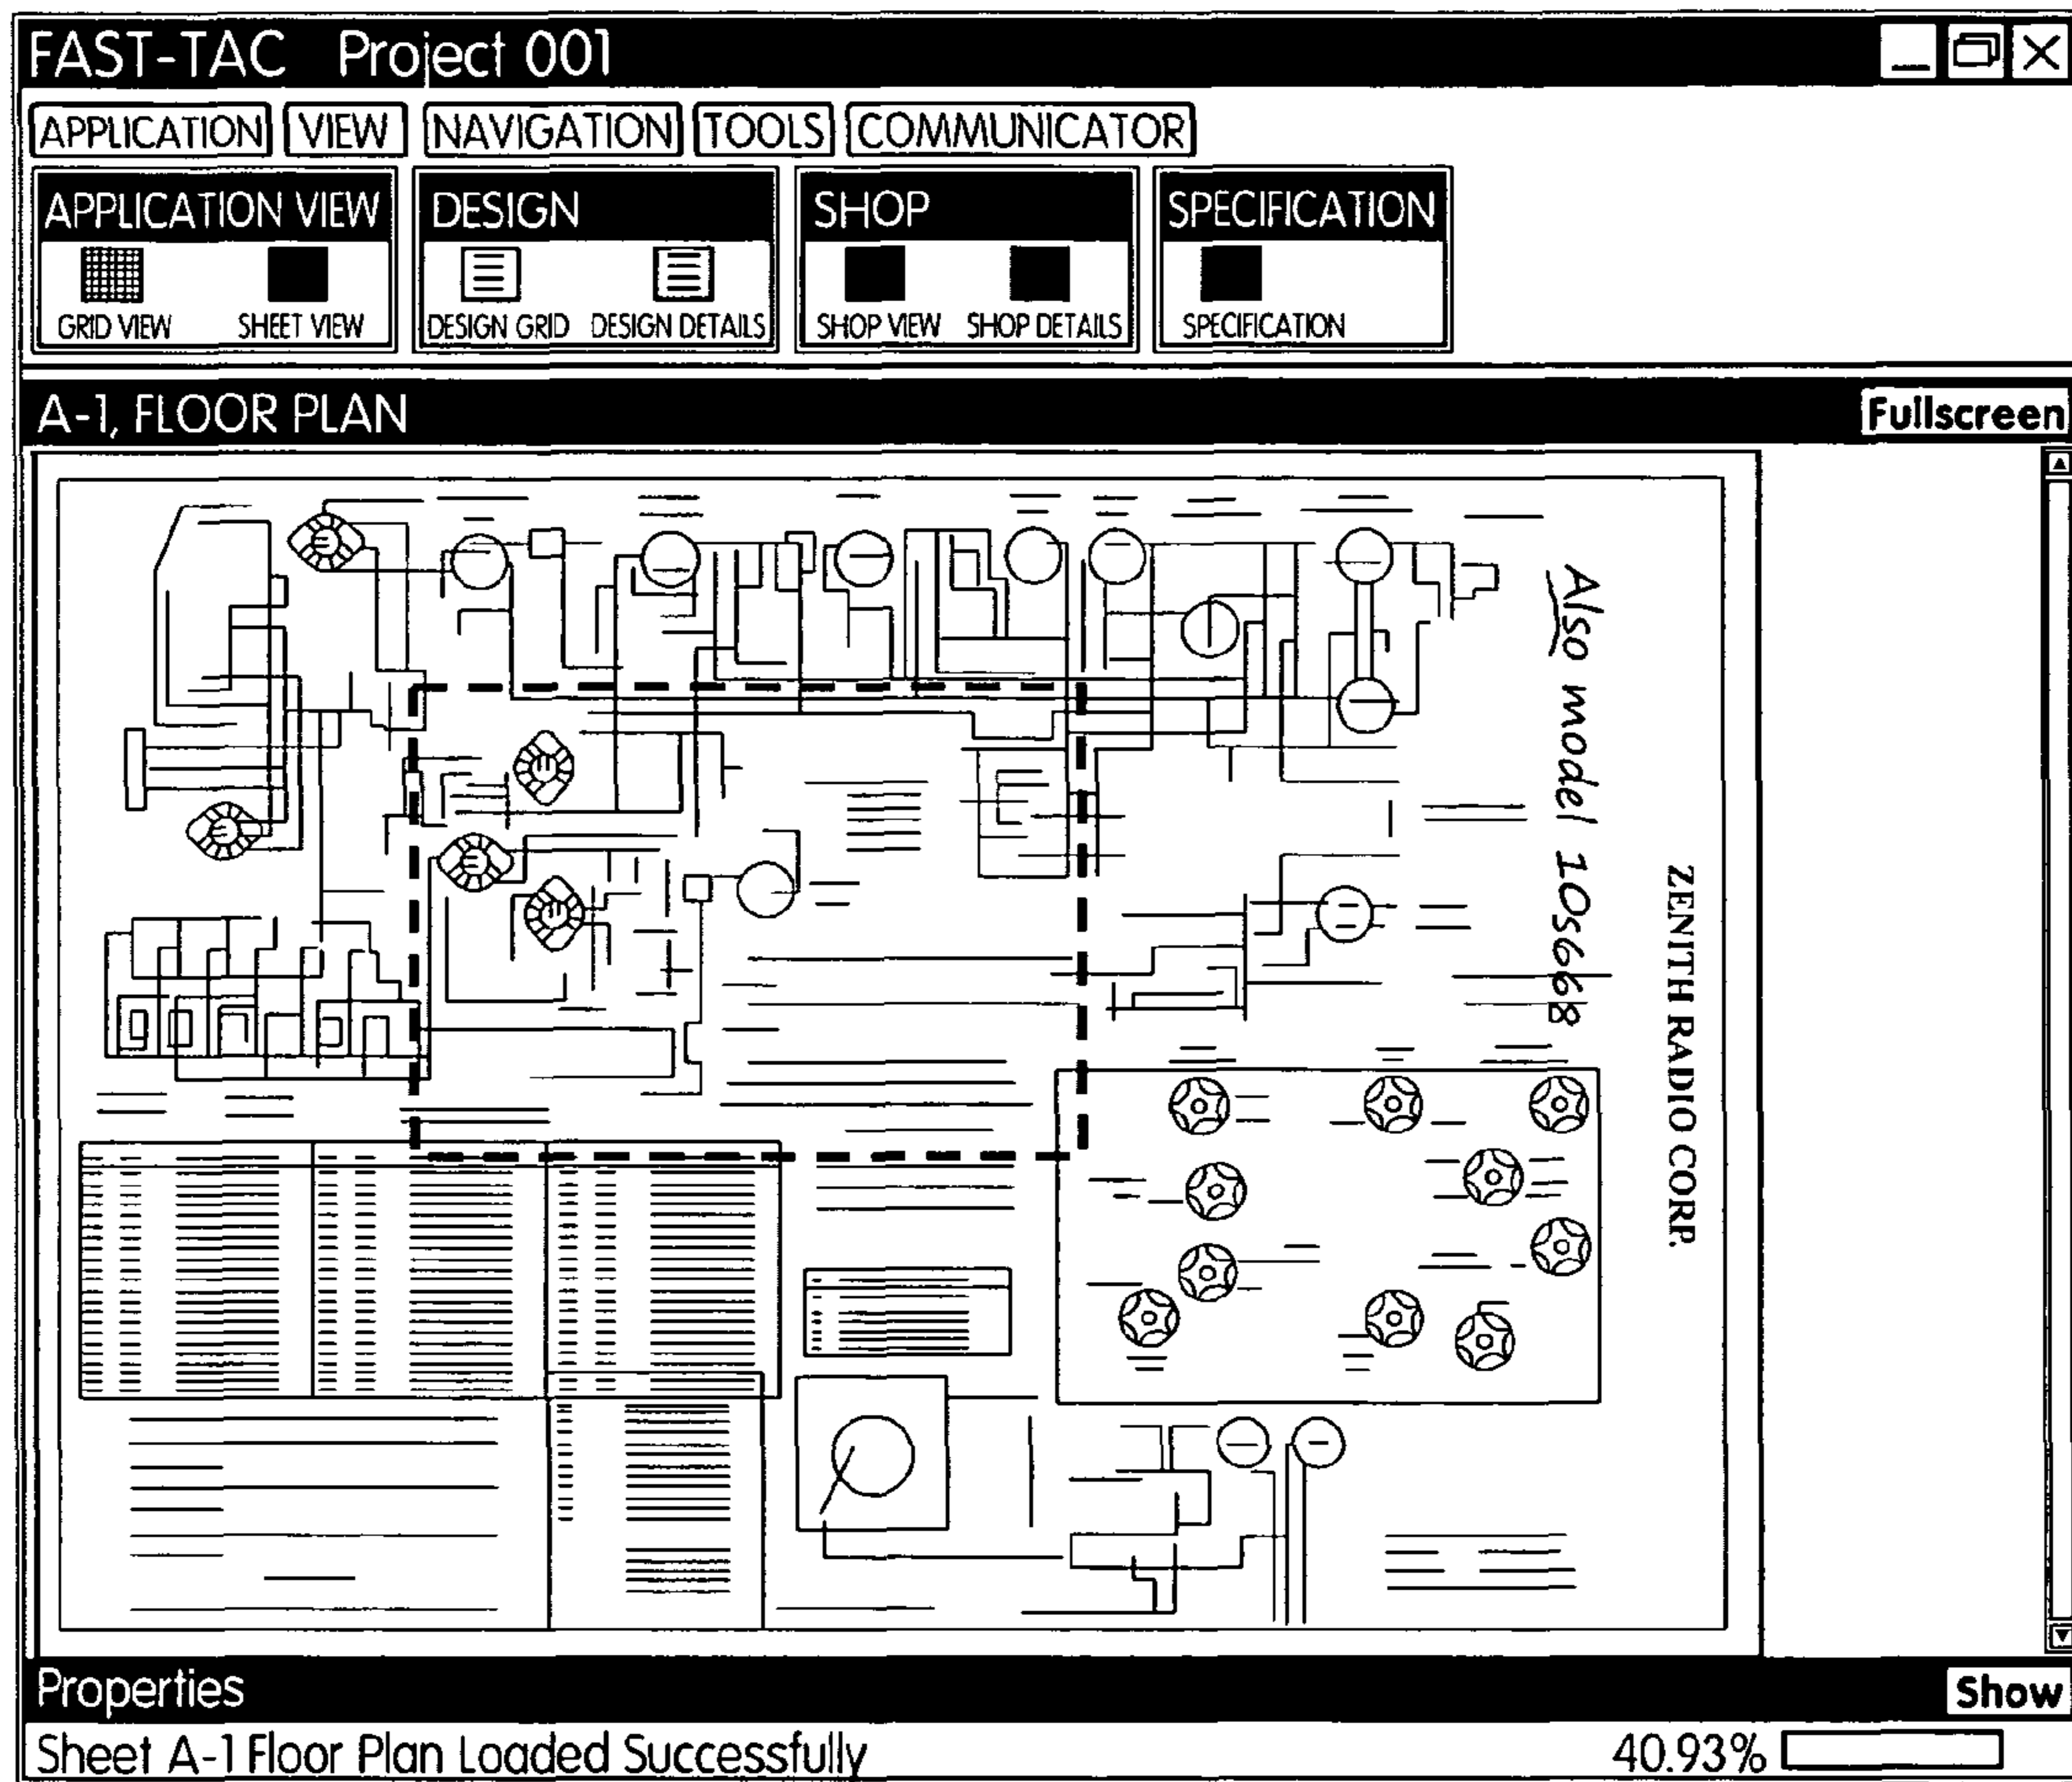 FAST-TAC Project 001
APPLICATION VIEW NAVIGATION TOOLS COMMUNICATOR
APPLICATION VIEW DESIGN SHOP SPECIFICATION
GRID VIEW SHEET VIEW DESIGN GRID DESIGN DETAILS SHOP VIEW SHOP DETAILS SPECIFICATION
A-1, FLOOR PLAN Fullscreen
Also model 10S668
ZENITH RADIO CORP.
Properties Show
Sheet A-1 Floor Plan Loaded Successfully 40.93%